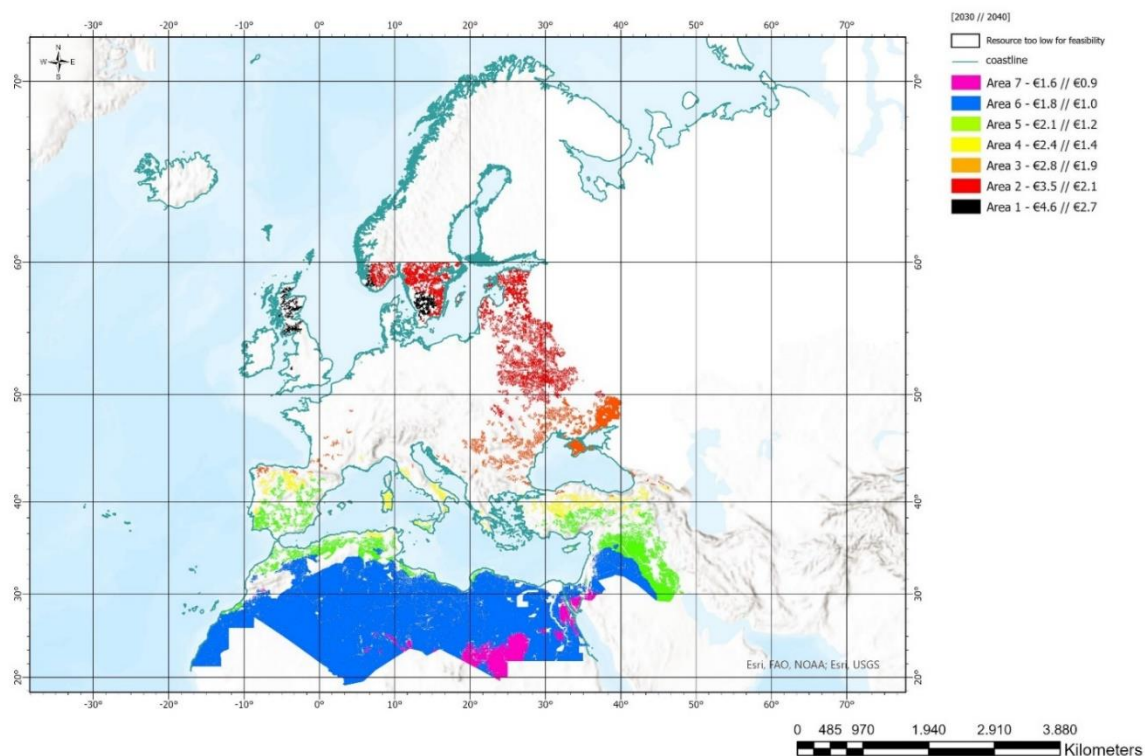 -30° -20° -10° 0° 10° 20° 30° 40° 50° 60° 70°
[2030 // 2040]
Resource too low for feasibility
coastline
Area 7 - €1.6 // €0.9
Area 6 - €1.8 // €1.0
Area 5 - €2.1 // €1.2
Area 4 - €2.4 // €1.4
Area 3 - €2.8 // €1.9
Area 2 - €3.5 // €2.1
Area 1 - €4.6 // €2.7
N
W E
S
70° 70°
60° 60°
50° 50°
40° 40°
30° 30°
20° 20°
Esri, FAO, NOAA; Esri, USGS
-30° -20° -10° 0° 10° 20° 30° 40° 50° 60° 70°
0 485 970 1.940 2.910 3.880
Kilometers